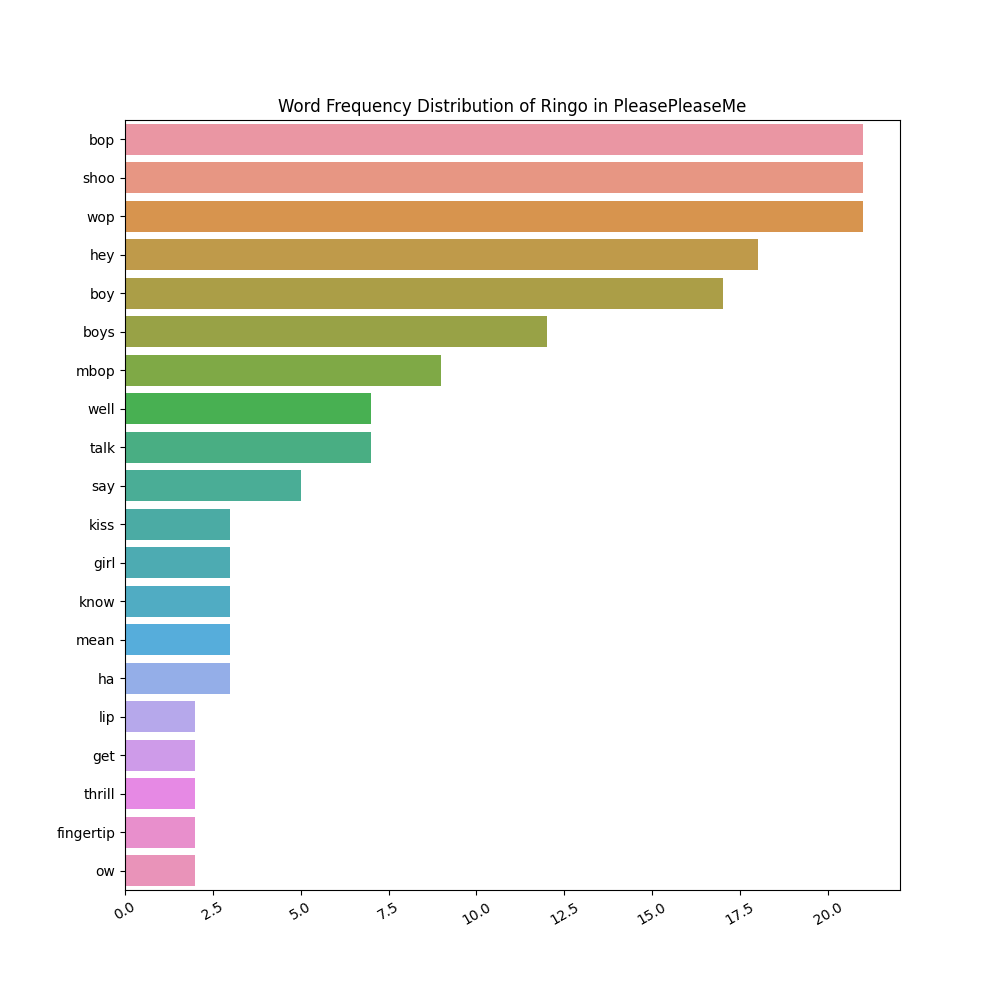 Word Frequency Distribution of Ringo in PleasePleaseMe
bop
shoo
wop
hey
boy
boys
mbop
well
talk
say
kiss
girl
know
mean
ha
lip
get
thrill
fingertip
ow
0.0 2.5 5.0 7.5 10.0 12.5 15.0 17.5 20.0